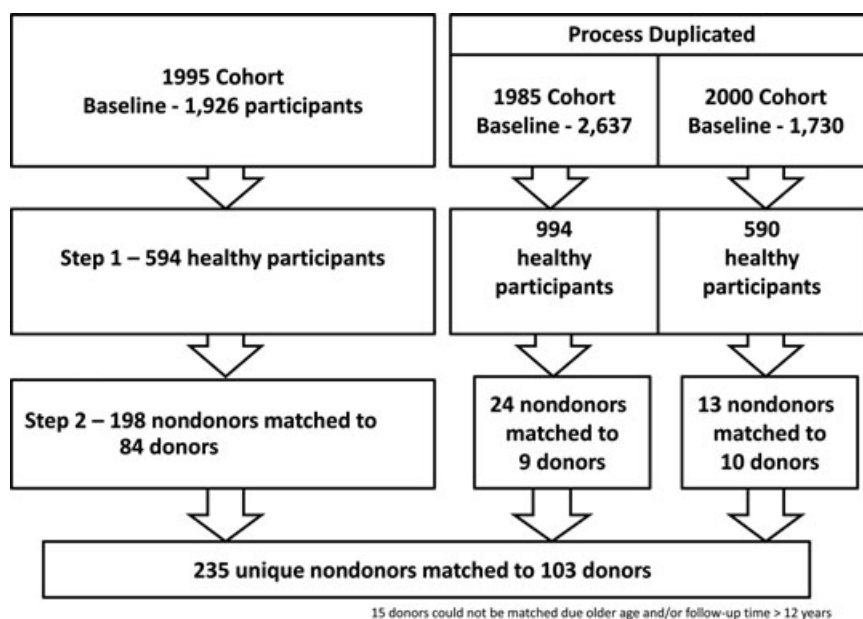 1995 Cohort
Baseline - 1,926 participants
Process Duplicated
1985 Cohort
Baseline - 2,637
2000 Cohort
Baseline - 1,730
Step 1 – 594 healthy participants
994
healthy
participants
590
healthy
participants
Step 2 – 198 nondonors matched to
84 donors
24 nondonors
matched to
9 donors
13 nondonors
matched to
10 donors
235 unique nondonors matched to 103 donors
15 donors could not be matched due older age and/or follow-up time > 12 years